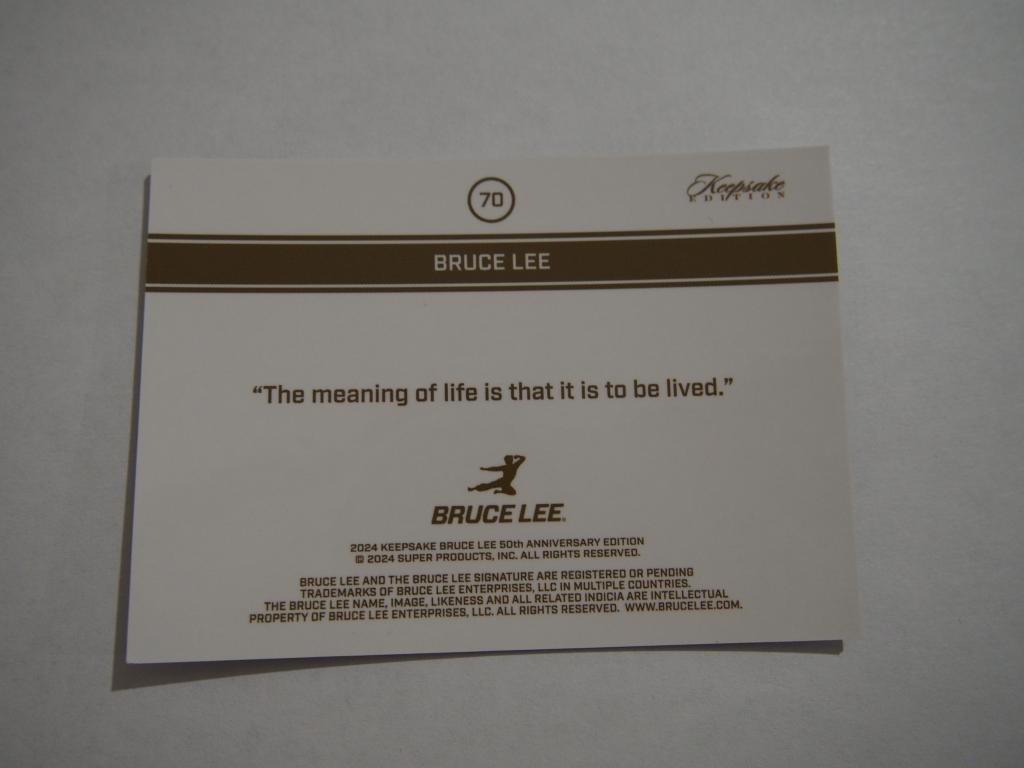 70
Keepsake
EDITION
BRUCE LEE
“The meaning of life is that it is to be lived.”
BRUCE LEE®
2024 KEEPSAKE BRUCE LEE 50th ANNIVERSARY EDITION
© 2024 SUPER PRODUCTS, INC. ALL RIGHTS RESERVED.
BRUCE LEE AND THE BRUCE LEE SIGNATURE ARE REGISTERED OR PENDING
TRADEMARKS OF BRUCE LEE ENTERPRISES, LLC IN MULTIPLE COUNTRIES.
THE BRUCE LEE NAME, IMAGE, LIKENESS AND ALL RELATED INDICIA ARE INTELLECTUAL
PROPERTY OF BRUCE LEE ENTERPRISES, LLC. ALL RIGHTS RESERVED. WWW.BRUCELEE.COM.